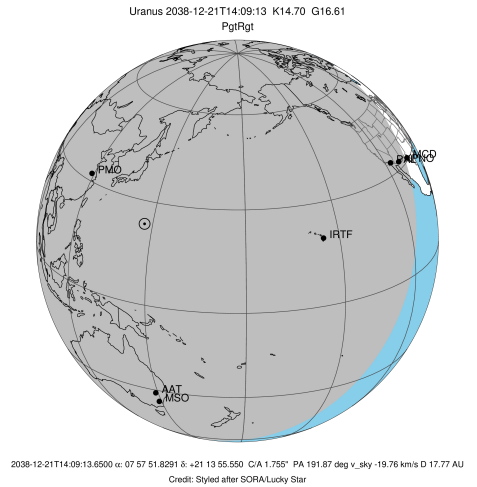 Uranus 2038-12-21T14:09:13 K14.70 G16.61
PgtRgt
MCD
PMO
IRTF
AAT
MSO
2038-12-21T14:09:13.6500 α: 07 57 51.8291 δ: +21 13 55.550 C/A 1.755" PA 191.87 deg v_sky -19.76 km/s D 17.77 AU
Credit: Styled after SORA/Lucky Star